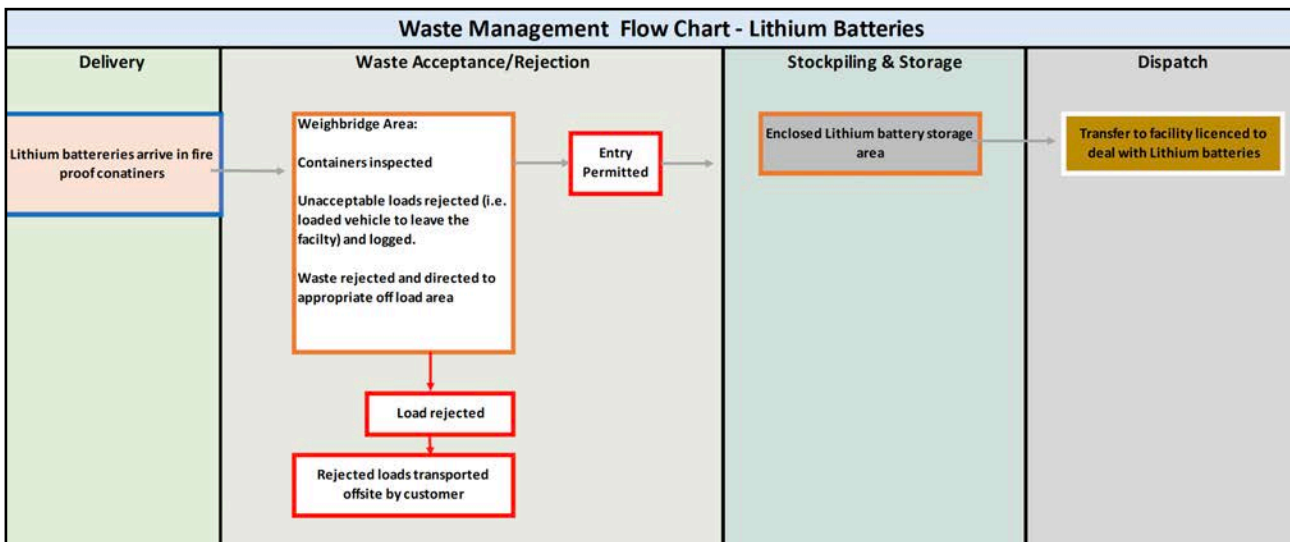 Waste Management Flow Chart - Lithium Batteries
Delivery
Waste Acceptance/Rejection
Stockpiling & Storage
Dispatch
Lithium battereries arrive in fire
proof conatiners
Weighbridge Area:
Containers inspected
Unacceptable loads rejected (i.e.
loaded vehicle to leave the
facilty) and logged.
Waste rejected and directed to
appropriate off load area
Entry
Permitted
Load rejected
Rejected loads transported
offsite by customer
Enclosed Lithium battery storage
area
Transfer to facility licenced to
deal with Lithium batteries